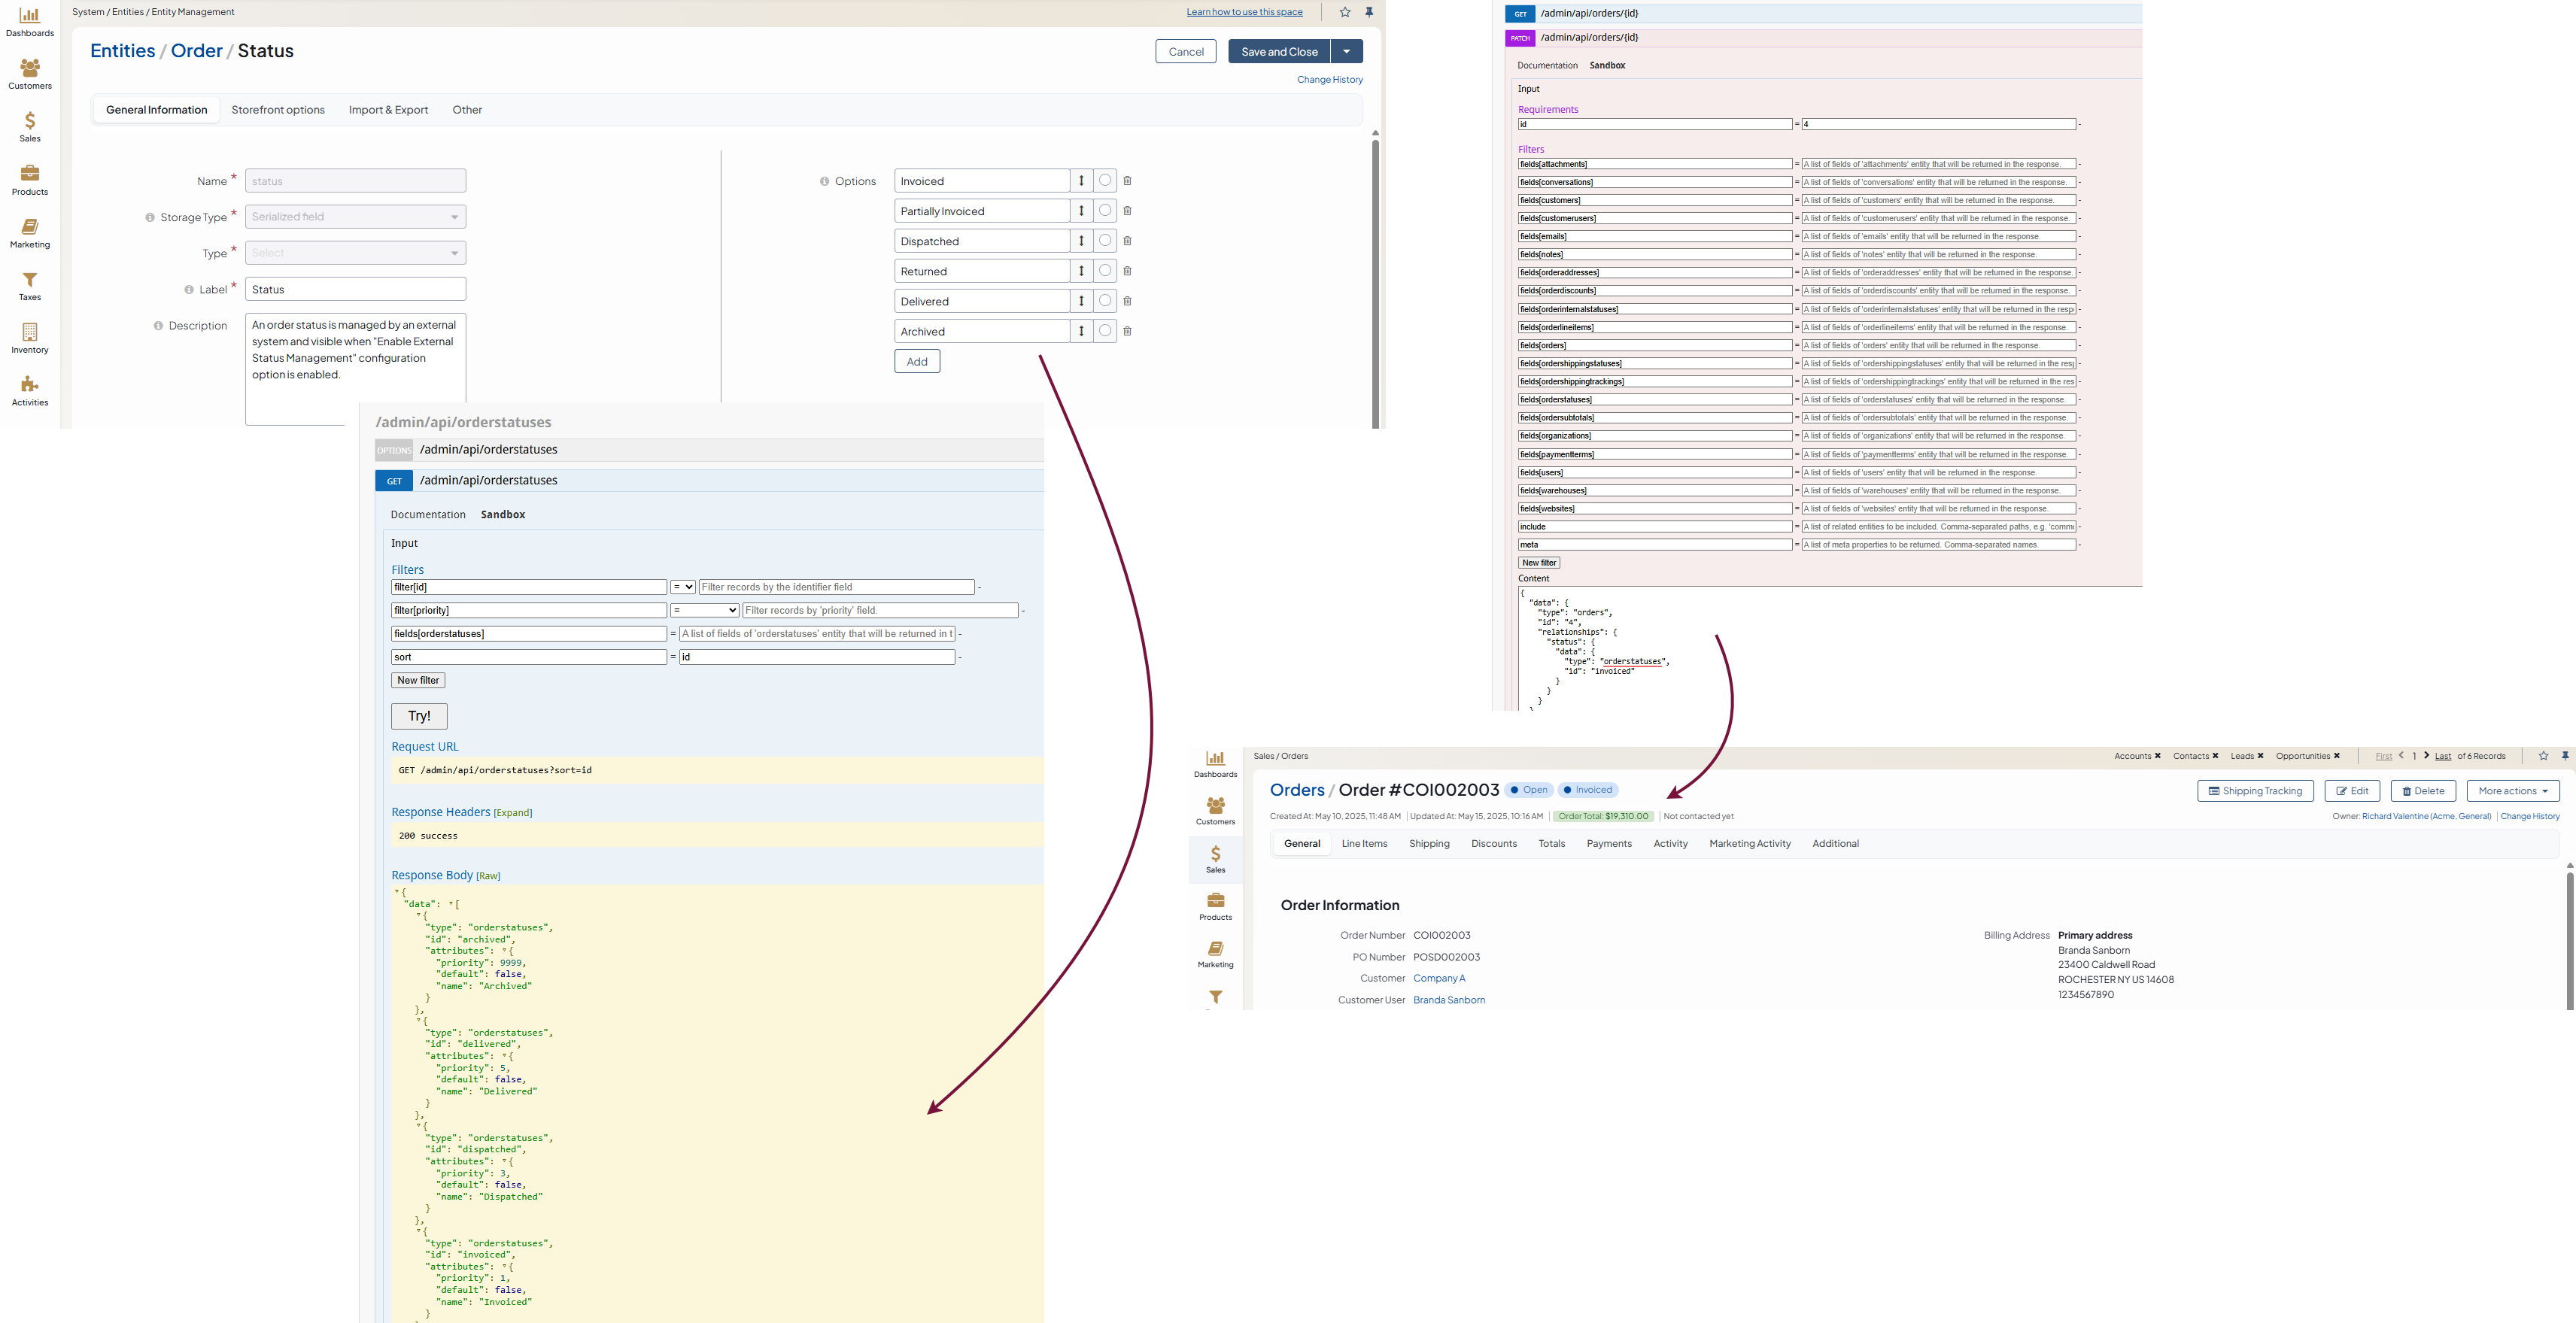 Dashboards
Customers
Sales
Products
Marketing
Taxes
Inventory
Activities
System / Entities / Entity Management
Learn how to use this space
Entities / Order / Status
Cancel
Save and Close
Change History
General Information
Storefront options
Import & Export
Other
Name *
status
Storage Type *
Serialized field
Type *
Select
Label *
Status
Description
An order status is managed by an external
system and visible when "Enable External
Status Management" configuration
option is enabled.
Options
Invoiced
Partially Invoiced
Dispatched
Returned
Delivered
Archived
Add
/admin/api/orderstatuses
OPTIONS /admin/api/orderstatuses
GET /admin/api/orderstatuses
Documentation Sandbox
Input
Filters
filter[id] = Filter records by the identifier field -
filter[priority] = Filter records by 'priority' field. -
fields[orderstatuses] = A list of fields of 'orderstatuses' entity that will be returned in t -
sort = id -
New filter
Try!
Request URL
GET /admin/api/orderstatuses?sort=id
Response Headers [Expand]
200 success
Response Body [Raw]
{
"data": [
{
"type": "orderstatuses",
"id": "archived",
"attributes": {
"priority": 9999,
"default": false,
"name": "Archived"
}
},
{
"type": "orderstatuses",
"id": "delivered",
"attributes": {
"priority": 5,
"default": false,
"name": "Delivered"
}
},
{
"type": "orderstatuses",
"id": "dispatched",
"attributes": {
"priority": 3,
"default": false,
"name": "Dispatched"
}
},
{
"type": "orderstatuses",
"id": "invoiced",
"attributes": {
"priority": 1,
"default": false,
"name": "Invoiced"
}
GET /admin/api/orders/{id}
PATCH /admin/api/orders/{id}
Documentation Sandbox
Input
Requirements
id = 4 -
Filters
fields[attachments] = A list of fields of 'attachments' entity that will be returned in the response. -
fields[conversations] = A list of fields of 'conversations' entity that will be returned in the response. -
fields[customers] = A list of fields of 'customers' entity that will be returned in the response. -
fields[customerusers] = A list of fields of 'customerusers' entity that will be returned in the response. -
fields[emails] = A list of fields of 'emails' entity that will be returned in the response. -
fields[notes] = A list of fields of 'notes' entity that will be returned in the response. -
fields[orderaddresses] = A list of fields of 'orderaddresses' entity that will be returned in the response. -
fields[orderdiscounts] = A list of fields of 'orderdiscounts' entity that will be returned in the response. -
fields[orderinternalstatuses] = A list of fields of 'orderinternalstatuses' entity that will be returned in the resp -
fields[orderlineitems] = A list of fields of 'orderlineitems' entity that will be returned in the response. -
fields[orders] = A list of fields of 'orders' entity that will be returned in the response. -
fields[ordershippingstatuses] = A list of fields of 'ordershippingstatuses' entity that will be returned in the resp -
fields[ordershippingtrackings] = A list of fields of 'ordershippingtrackings' entity that will be returned in the res -
fields[orderstatuses] = A list of fields of 'orderstatuses' entity that will be returned in the response. -
fields[ordersubtotals] = A list of fields of 'ordersubtotals' entity that will be returned in the response. -
fields[organizations] = A list of fields of 'organizations' entity that will be returned in the response. -
fields[paymentterms] = A list of fields of 'paymentterms' entity that will be returned in the response. -
fields[users] = A list of fields of 'users' entity that will be returned in the response. -
fields[warehouses] = A list of fields of 'warehouses' entity that will be returned in the response. -
fields[websites] = A list of fields of 'websites' entity that will be returned in the response. -
include = A list of related entities to be included. Comma-separated paths, e.g. 'comme -
meta = A list of meta properties to be returned. Comma-separated names. -
New filter
Content
{
"data": {
"type": "orders",
"id": "4",
"relationships": {
"status": {
"data": {
"type": "orderstatuses",
"id": "invoiced"
}
}
}
}
Dashboards
Customers
Sales
Products
Marketing
Sales / Orders
Accounts × Contacts × Leads × Opportunities ×
First < 1 > Last of 6 Records
Orders / Order #COI002003 Open Invoiced
Shipping Tracking Edit Delete More actions
Created At: May 10, 2025, 11:48 AM | Updated At: May 15, 2025, 10:16 AM | Order Total: $19,310.00 | Not contacted yet
Owner: Richard Valentine (Acme, General) | Change History
General Line Items Shipping Discounts Totals Payments Activity Marketing Activity Additional
Order Information
Order Number COI002003
PO Number POSD002003
Customer Company A
Customer User Branda Sanborn
Billing Address Primary address
Branda Sanborn
23400 Caldwell Road
ROCHESTER NY US 14608
1234567890